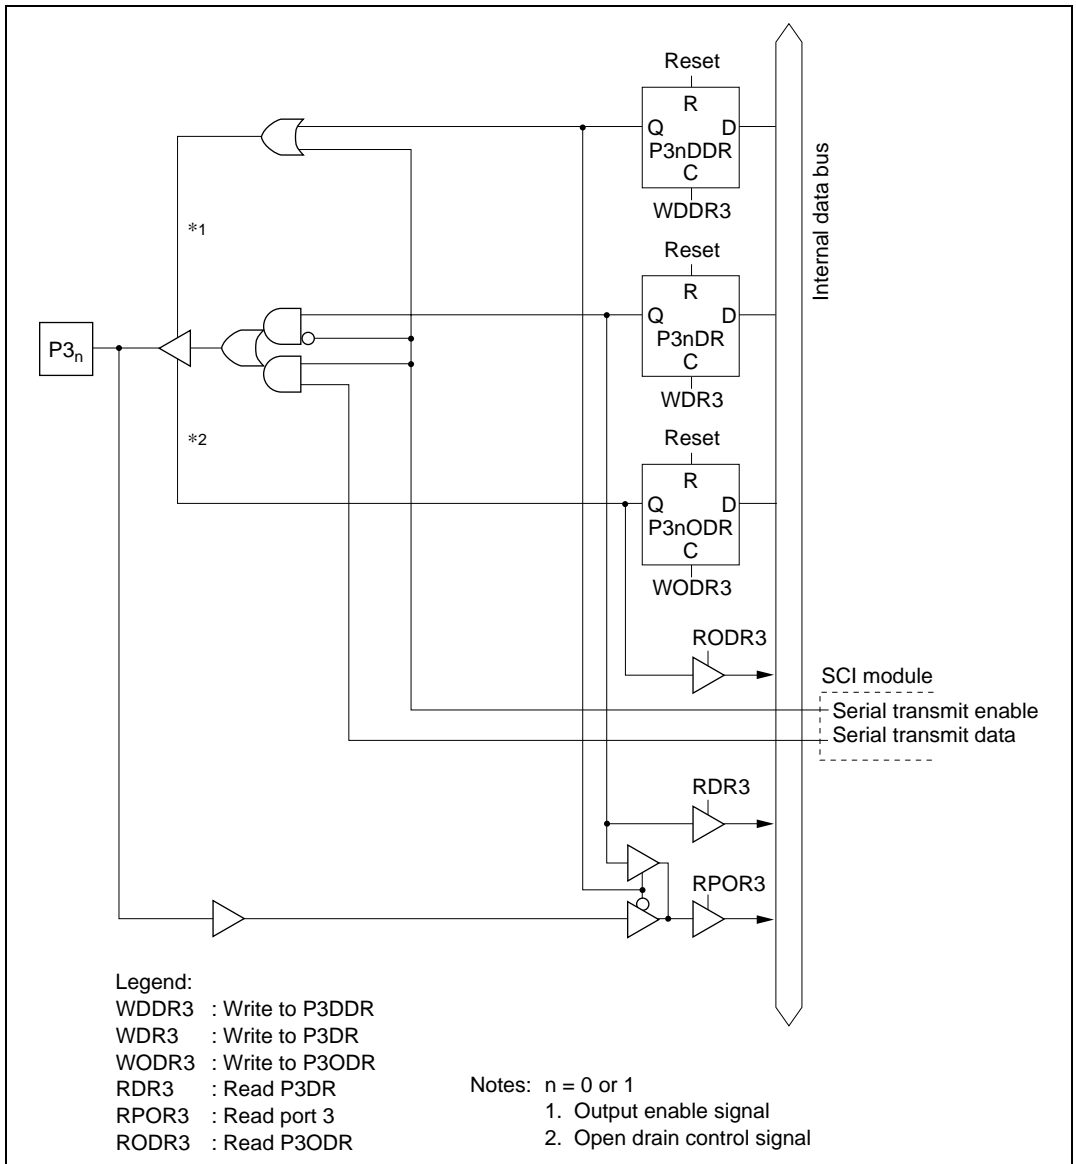 Reset
R
Q D
P3nDDR
C
WDDR3
Internal data bus
*1
Reset
R
Q D
P3nDR
C
WDR3
P3n
*2
Reset
R
Q D
P3nODR
C
WODR3
RODR3
SCI module
Serial transmit enable
Serial transmit data
RDR3
RPOR3
Legend:
WDDR3 : Write to P3DDR
WDR3 : Write to P3DR
WODR3 : Write to P3ODR
RDR3 : Read P3DR
RPOR3 : Read port 3
RODR3 : Read P3ODR
Notes: n = 0 or 1
1. Output enable signal
2. Open drain control signal